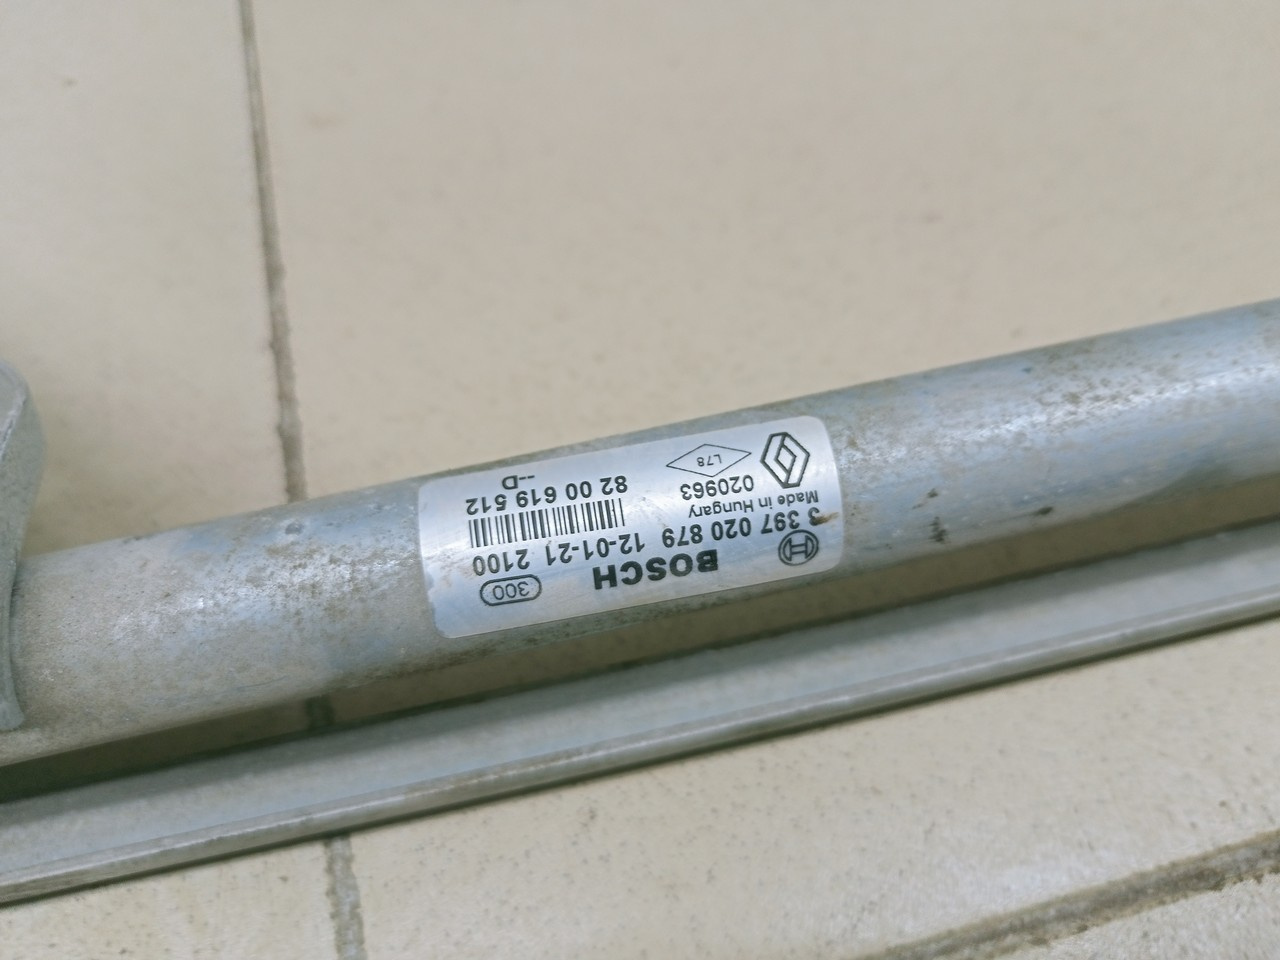 BOSCH 300
3 397 020 879 12-01-21 2100
Made in Hungary
020963
L78
82 00 619 512
--D